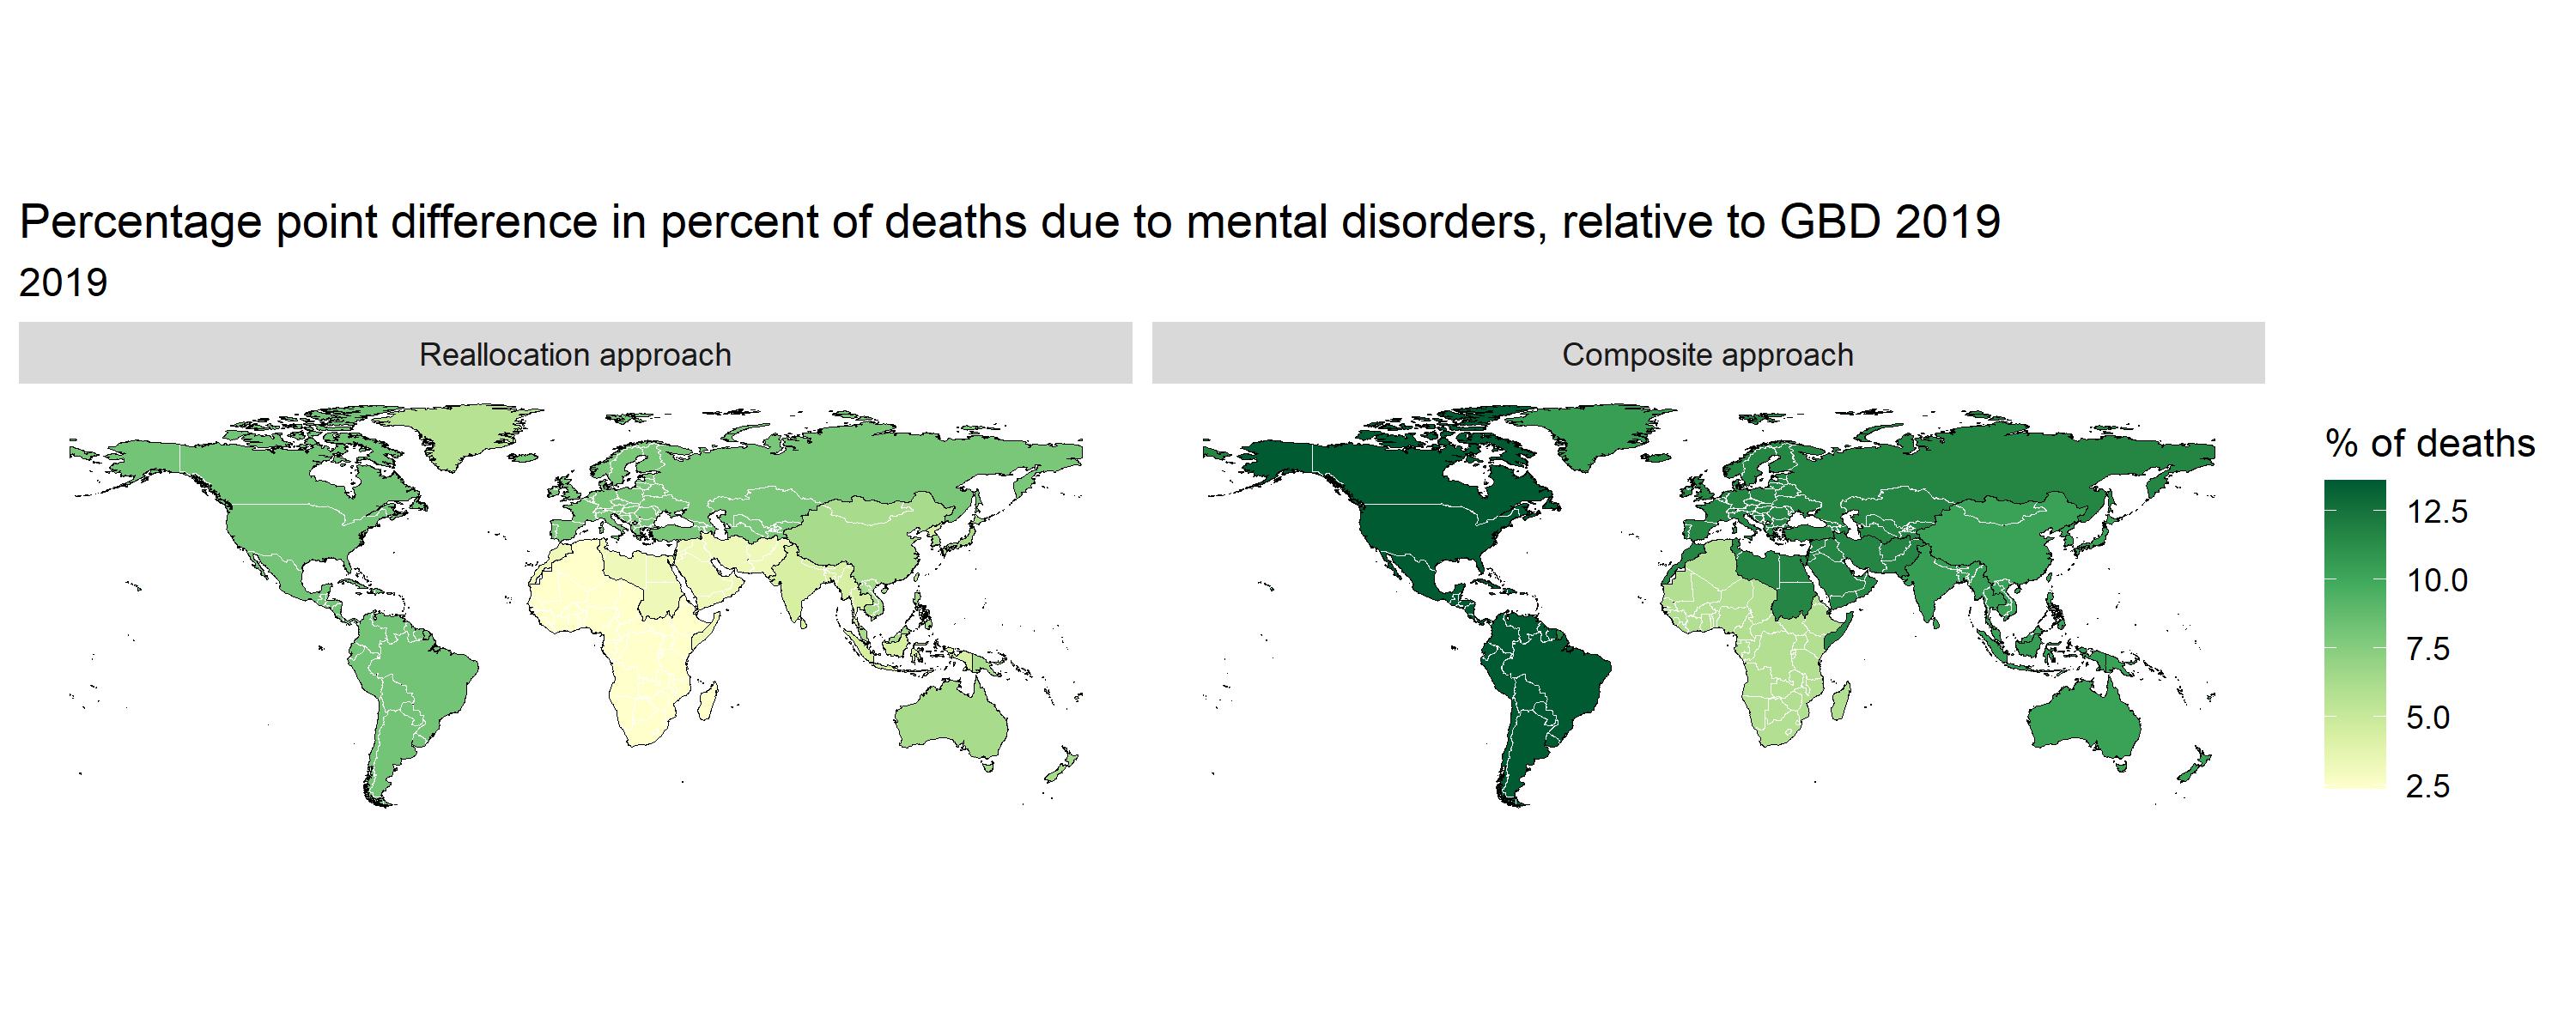 Percentage point difference in percent of deaths due to mental disorders, relative to GBD 2019
2019
Reallocation approach
Composite approach
% of deaths
12.5
10.0
7.5
5.0
2.5